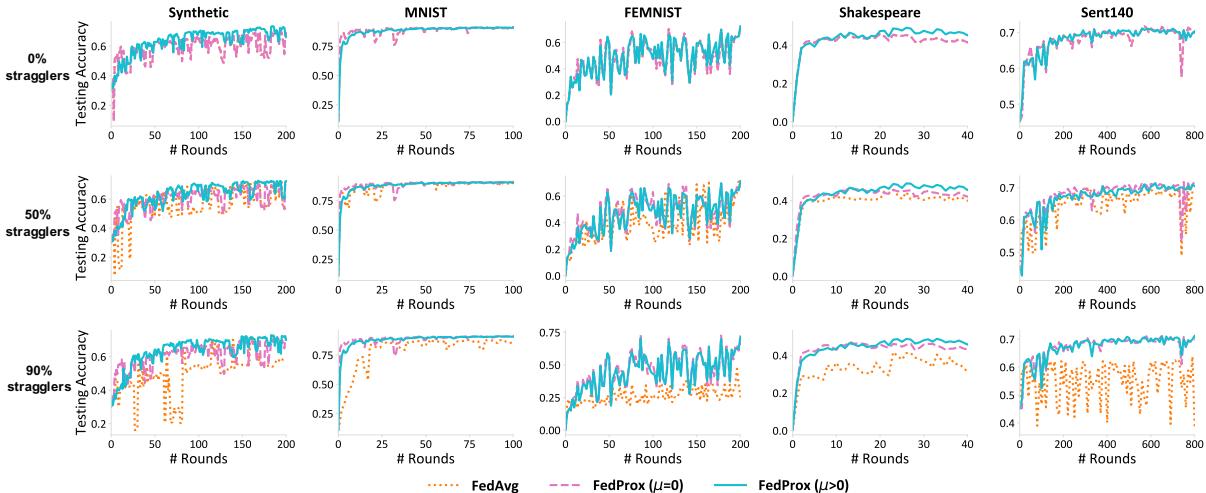 Synthetic MNIST FEMNIST Shakespeare Sent140
0% stragglers
Testing Accuracy
0.6
0.4
0.2
0 50 100 150 200
# Rounds
0.75
0.50
0.25
0 25 50 75 100
# Rounds
0.6
0.4
0.2
0.0
0 50 100 150 200
# Rounds
0.4
0.2
0.0
0 10 20 30 40
# Rounds
0.7
0.6
0.5
0 200 400 600 800
# Rounds
50% stragglers
Testing Accuracy
0.6
0.4
0.2
0 50 100 150 200
# Rounds
0.75
0.50
0.25
0 25 50 75 100
# Rounds
0.6
0.4
0.2
0.0
0 50 100 150 200
# Rounds
0.4
0.2
0.0
0 10 20 30 40
# Rounds
0.7
0.6
0.5
0 200 400 600 800
# Rounds
90% stragglers
Testing Accuracy
0.6
0.4
0.2
0 50 100 150 200
# Rounds
0.75
0.50
0.25
0 25 50 75 100
# Rounds
0.75
0.50
0.25
0.00
0 50 100 150 200
# Rounds
0.4
0.2
0.0
0 10 20 30 40
# Rounds
0.7
0.6
0.5
0.4
0 200 400 600 800
# Rounds
FedAvg FedProx (μ=0) FedProx (μ>0)